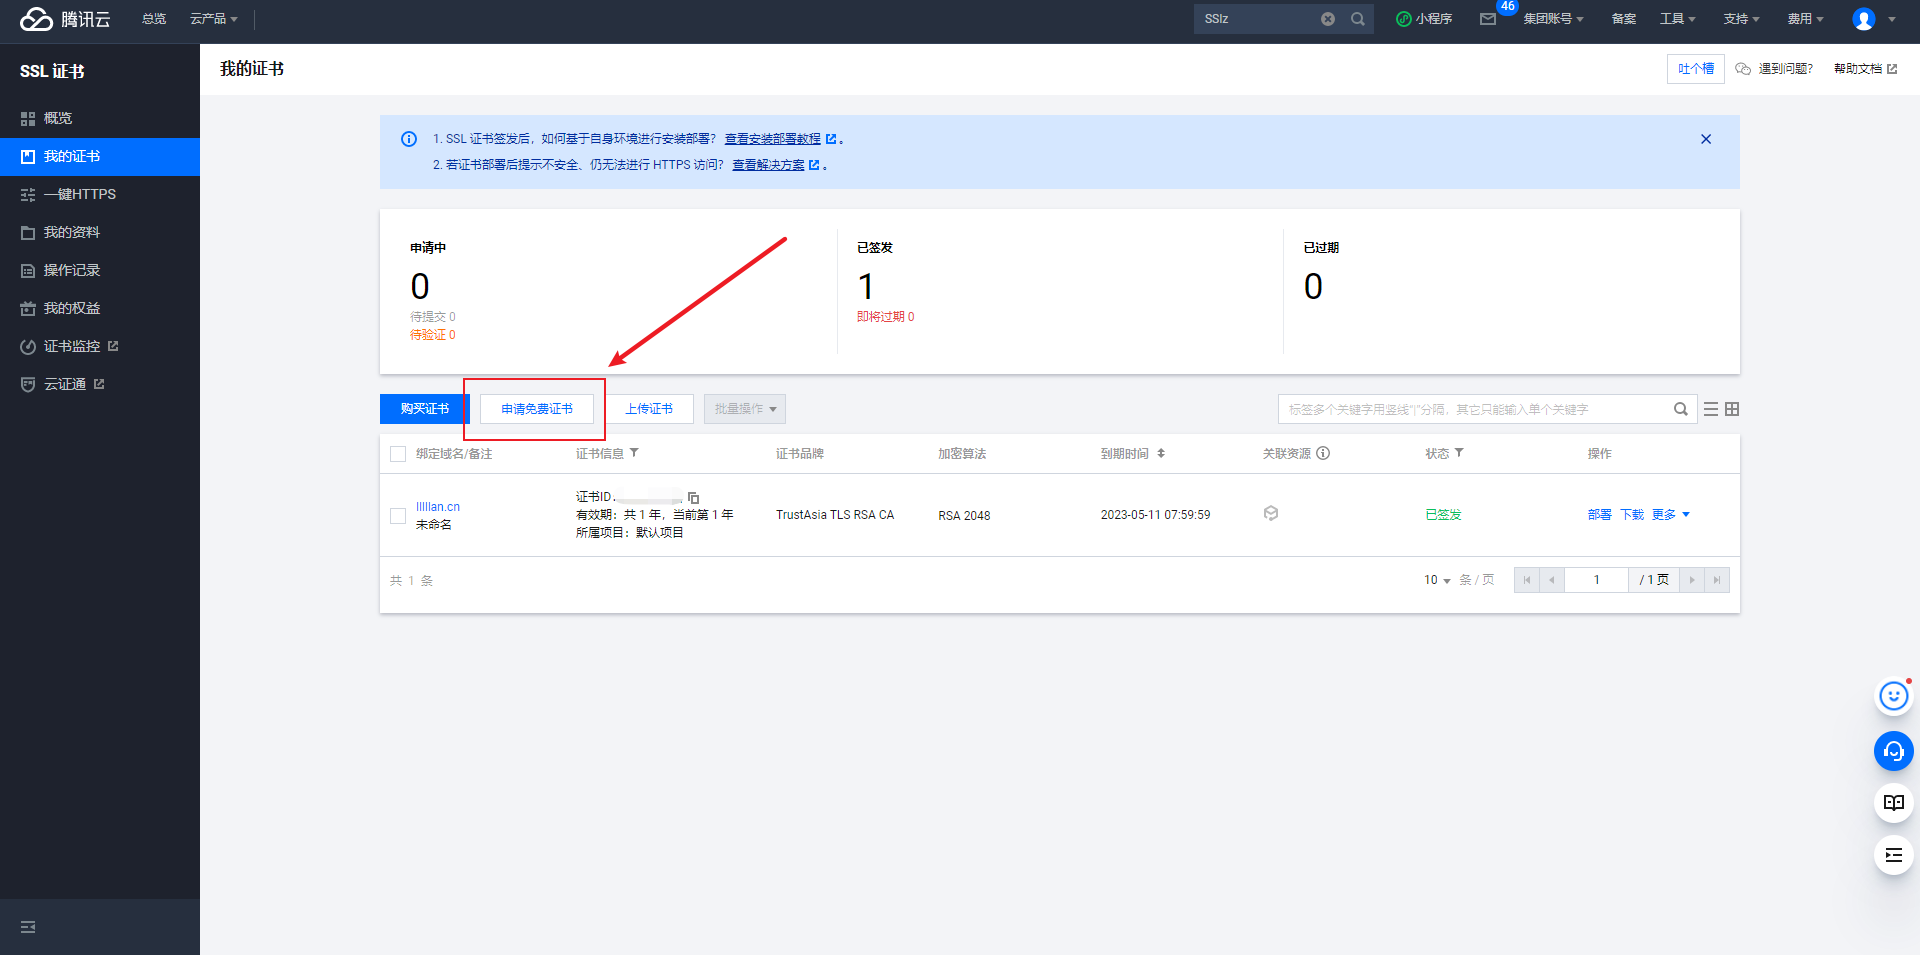 腾讯云
总览
云产品
SSlz
小程序
46
集团账号
备案
工具
支持
费用
SSL 证书
概览
我的证书
一键HTTPS
我的资料
操作记录
我的权益
证书监控
云证通
我的证书
吐个槽
遇到问题?
帮助文档
1. SSL 证书签发后，如何基于自身环境进行安装部署？ 查看安装部署教程 。
2. 若证书部署后提示不安全、仍无法进行 HTTPS 访问？ 查看解决方案 。
申请中
0
待提交 0
待验证 0
已签发
1
即将过期 0
已过期
0
购买证书
申请免费证书
上传证书
批量操作
标签多个关键字用竖线“|”分隔，其它只能输入单个关键字
绑定域名/备注 证书信息 证书品牌 加密算法 到期时间 关联资源 状态 操作
llllllan.cn
未命名
证书ID
有效期：共 1 年，当前第 1 年
所属项目：默认项目
TrustAsia TLS RSA CA
RSA 2048
2023-05-11 07:59:59
已签发
部署 下载 更多
共 1 条
10 条 / 页
1 / 1 页